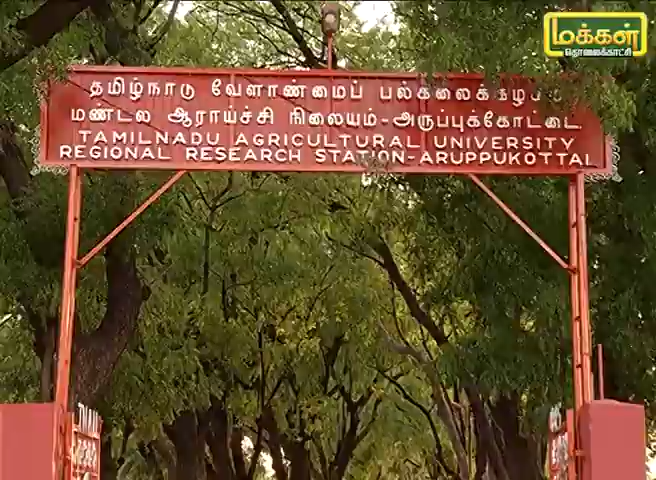 மக்கள்
தொலைக்காட்சி
தமிழ்நாடு வேளாண்மைப் பல்கலைக்கழகம்
மண்டல ஆராய்ச்சி நிலையம்-அருப்புக்கோட்டை
TAMILNADU AGRICULTURAL UNIVERSITY
REGIONAL RESEARCH STATION-ARUPPUKOTTAI